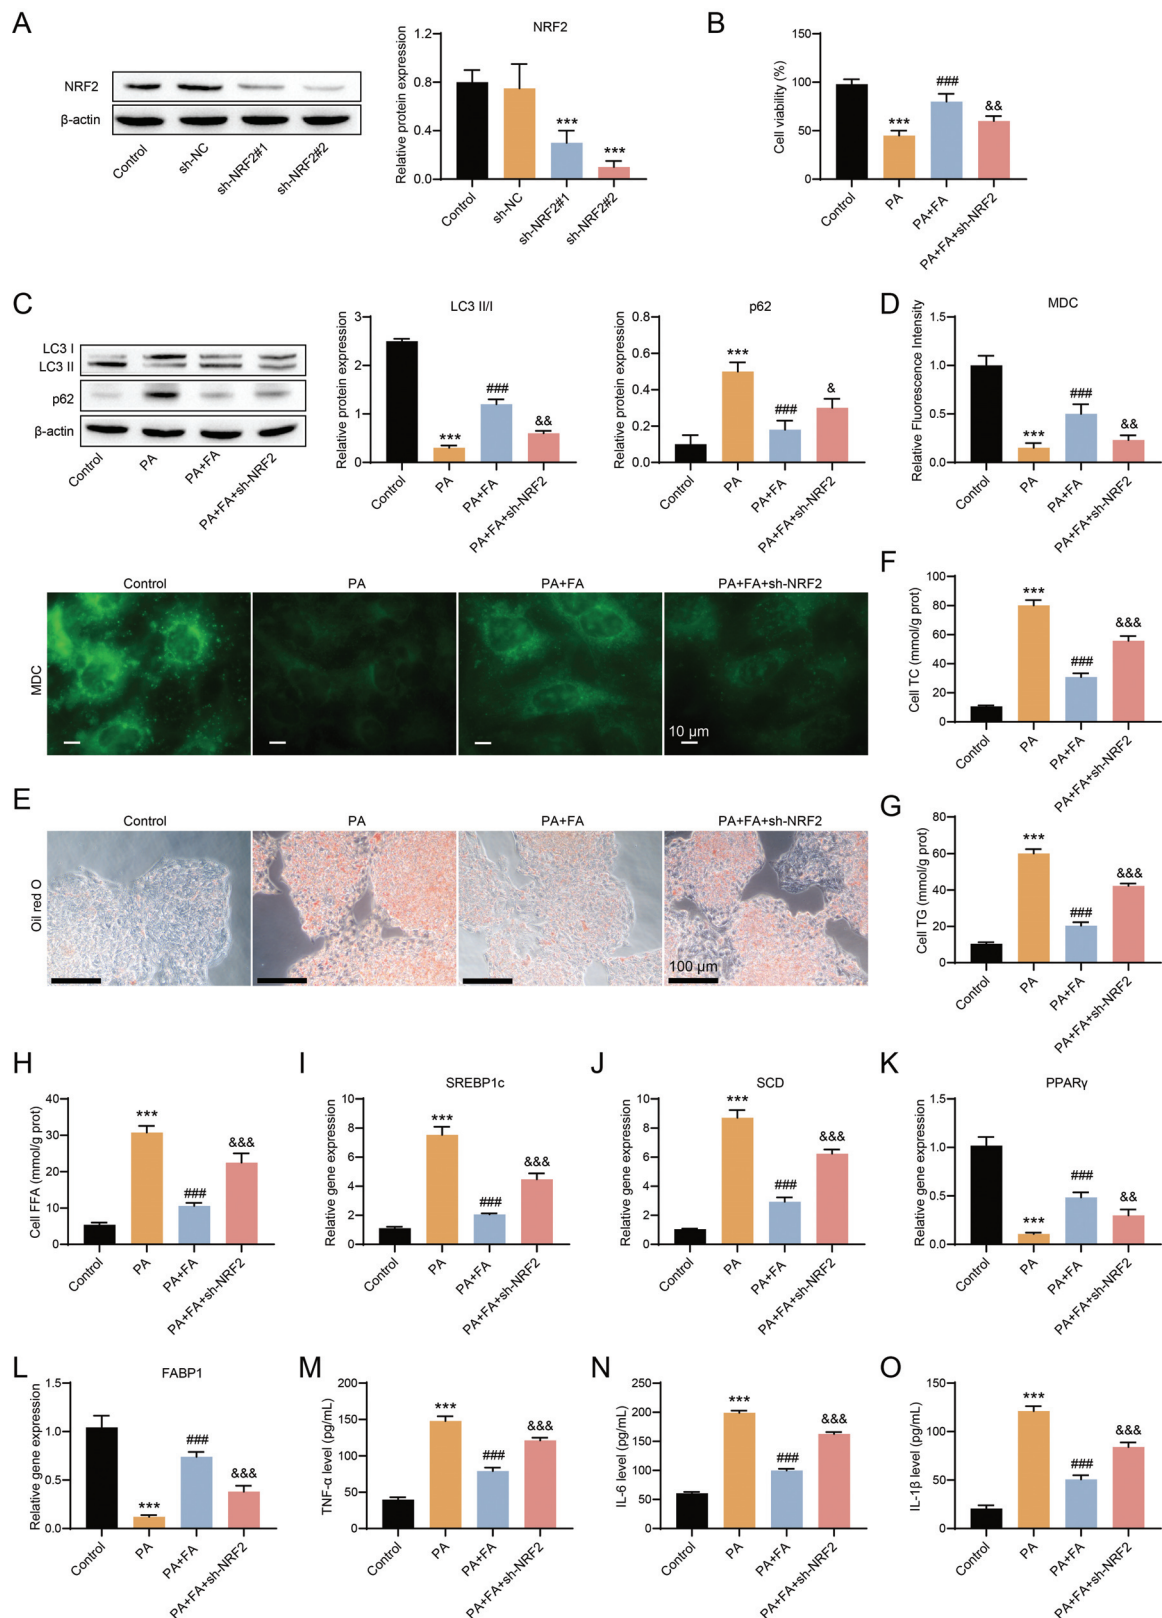 A
NRF2
β-actin
Control
sh-NC
sh-NRF2#1
sh-NRF2#2
NRF2
Relative protein expression
1.2
0.8
0.4
0.0
***
***
Control
sh-NC
sh-NRF2#1
sh-NRF2#2
B
Cell viability (%)
150
100
50
0
***
###
&&
Control
PA
PA+FA
PA+FA+sh-NRF2
C
LC3 I
LC3 II
p62
β-actin
Control
PA
PA+FA
PA+FA+sh-NRF2
LC3 II/I
Relative protein expression
3
2
1
0
***
###
&&
Control
PA
PA+FA
PA+FA+sh-NRF2
p62
Relative protein expression
0.8
0.6
0.4
0.2
0.0
***
###
&
Control
PA
PA+FA
PA+FA+sh-NRF2
D
MDC
Relative Fluorescence Intensity
1.5
1.0
0.5
0.0
***
###
&&
Control
PA
PA+FA
PA+FA+sh-NRF2
Control
PA
PA+FA
PA+FA+sh-NRF2
MDC
10 μm
E
Control
PA
PA+FA
PA+FA+sh-NRF2
Oil red O
100 μm
F
Cell TC (mmol/g prot)
100
80
60
40
20
0
***
###
&&&
Control
PA
PA+FA
PA+FA+sh-NRF2
G
Cell TG (mmol/g prot)
80
60
40
20
0
***
###
&&&
Control
PA
PA+FA
PA+FA+sh-NRF2
H
Cell FFA (mmol/g prot)
40
30
20
10
0
***
###
&&&
Control
PA
PA+FA
PA+FA+sh-NRF2
I
SREBP1c
Relative gene expression
10
8
6
4
2
0
***
###
&&&
Control
PA
PA+FA
PA+FA+sh-NRF2
J
SCD
Relative gene expression
10
8
6
4
2
0
***
###
&&&
Control
PA
PA+FA
PA+FA+sh-NRF2
K
PPARγ
Relative gene expression
1.5
1.0
0.5
0.0
***
###
&&
Control
PA
PA+FA
PA+FA+sh-NRF2
L
FABP1
Relative gene expression
1.5
1.0
0.5
0.0
***
###
&&&
Control
PA
PA+FA
PA+FA+sh-NRF2
M
TNF-α level (pg/mL)
200
150
100
50
0
***
###
&&&
Control
PA
PA+FA
PA+FA+sh-NRF2
N
IL-6 level (pg/mL)
250
200
150
100
50
0
***
###
&&&
Control
PA
PA+FA
PA+FA+sh-NRF2
O
IL-1β level (pg/mL)
150
100
50
0
***
###
&&&
Control
PA
PA+FA
PA+FA+sh-NRF2